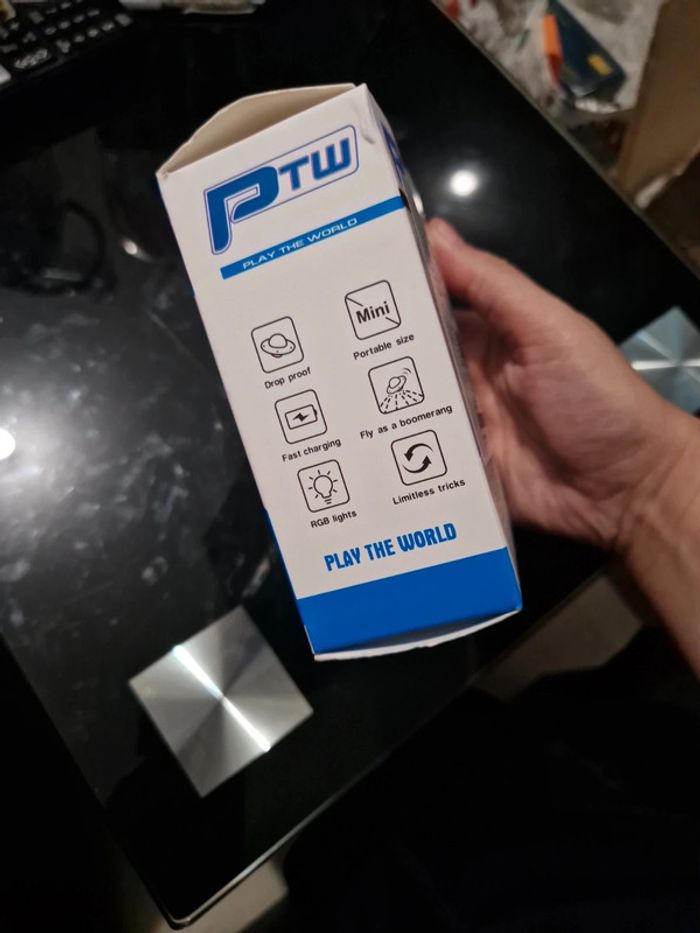 PTW
PLAY THE WORLD
Mini
Drop proof
Portable size
Fast charging
Fly as a boomerang
RGB lights
Limitless tricks
PLAY THE WORLD